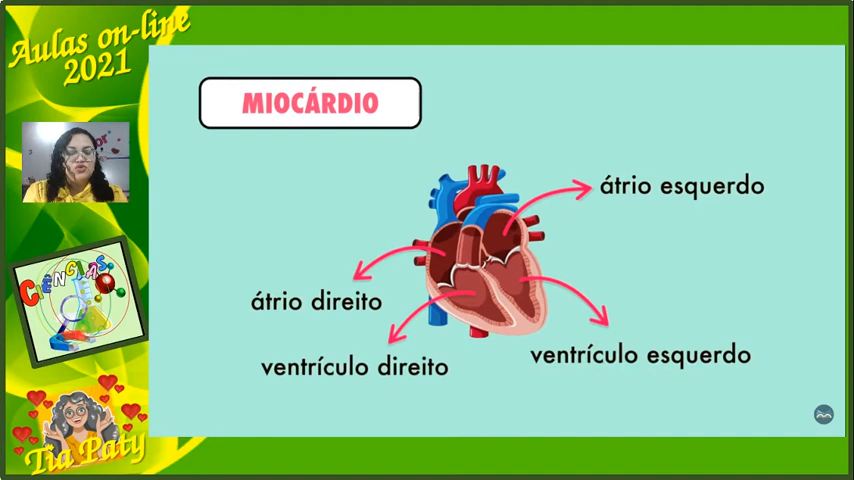 Aulas on-line
2021
MIOCÁRDIO
átrio esquerdo
átrio direito
ventrículo direito
ventrículo esquerdo
CIÊNCIAS
Tia Paty